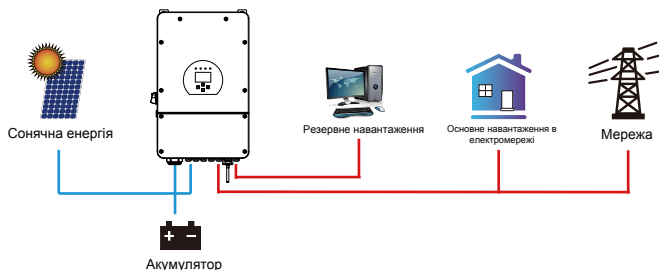 Сонячна енергія
Резервне навантаження
Основне навантаження в
електромережі
Мережа
Акумулятор